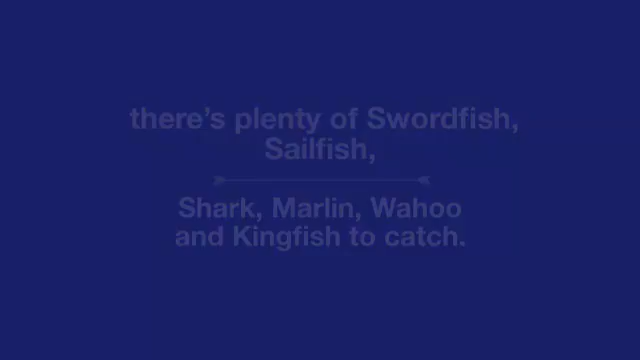 there’s plenty of Swordfish,
Sailfish,
Shark, Marlin, Wahoo
and Kingfish to catch.